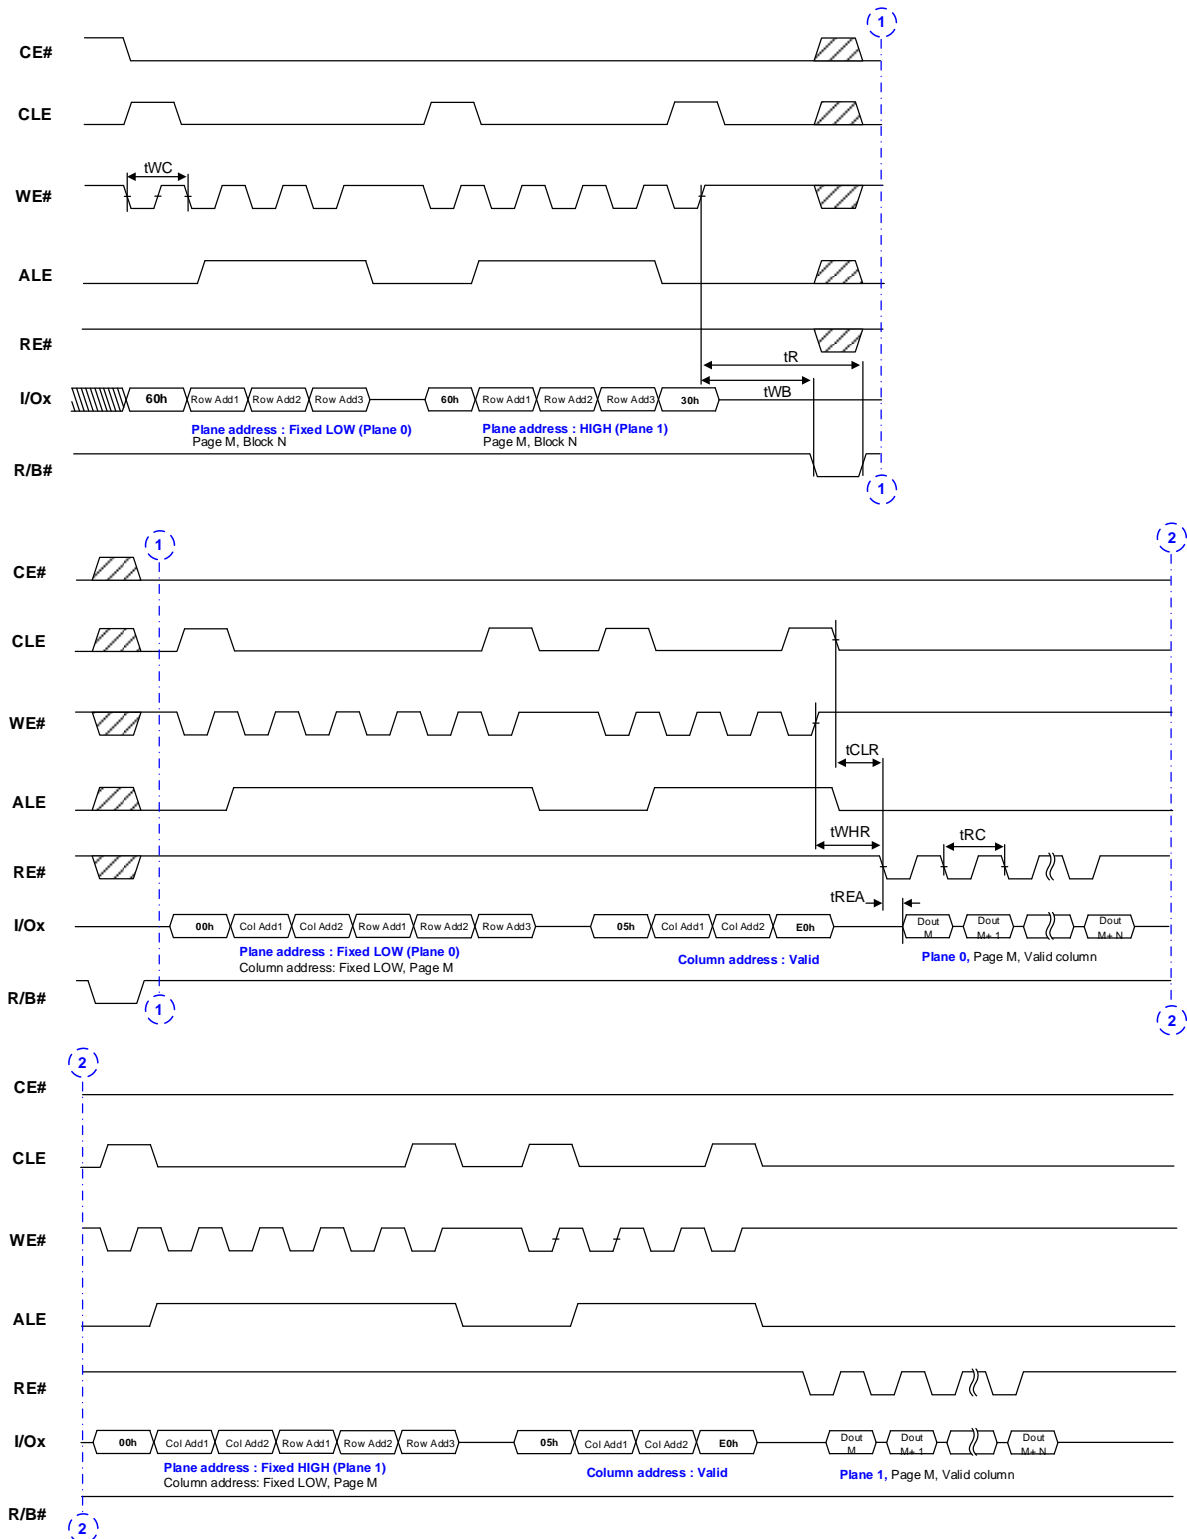 1
CE#
CLE
tWC
WE#
ALE
RE#
tR
tWB
I/Ox 60h Row Add1 Row Add2 Row Add3 60h Row Add1 Row Add2 Row Add3 30h
Plane address : Fixed LOW (Plane 0) Plane address : HIGH (Plane 1)
Page M, Block N Page M, Block N
R/B#
1
1 2
CE#
CLE
WE#
tCLR
ALE
tWHR tRC
RE#
tREA
I/Ox 00h Col Add1 Col Add2 Row Add1 Row Add2 Row Add3 05h Col Add1 Col Add2 E0h Dout M Dout M+ 1 Dout M+ N
Plane address : Fixed LOW (Plane 0) Column address : Valid Plane 0, Page M, Valid column
Column address: Fixed LOW, Page M
R/B#
1 2
2
CE#
CLE
WE#
ALE
RE#
I/Ox 00h Col Add1 Col Add2 Row Add1 Row Add2 Row Add3 05h Col Add1 Col Add2 E0h Dout M Dout M+ 1 Dout M+ N
Plane address : Fixed HIGH (Plane 1) Column address : Valid Plane 1, Page M, Valid column
Column address: Fixed LOW, Page M
R/B#
2